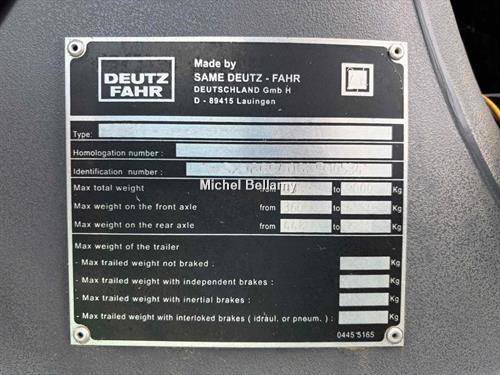 DEUTZ
FAHR
Made by
SAME DEUTZ - FAHR
DEUTSCHLAND GmbH
D - 89415 Lauingen
Type:
Homologation number :
Identification number :
Michel Bellamy
Max total weight from to Kg
Max weight on the front axle from to Kg
Max weight on the rear axle from to Kg
Max weight of the trailer
- Max trailed weight not braked : Kg
- Max trailed weight with independent brakes : Kg
- Max trailed weight with inertial brakes : Kg
- Max trailed weight with interloked brakes ( idraul. or pneum. ) : Kg
0445 5165